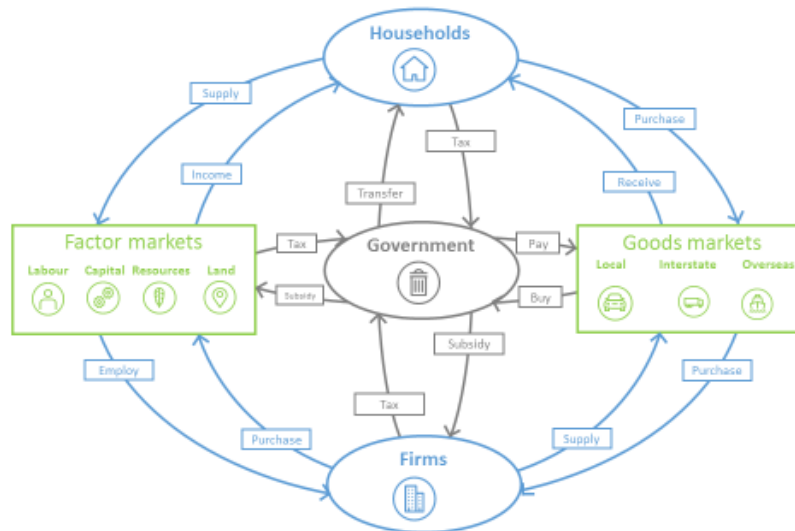 Households
Supply
Purchase
Tax
Income
Receive
Transfer
Factor markets
Labour Capital Resources Land
Tax
Government
Pay
Goods markets
Local Interstate Overseas
Subsidy
Buy
Subsidy
Employ
Purchase
Tax
Purchase
Supply
Firms